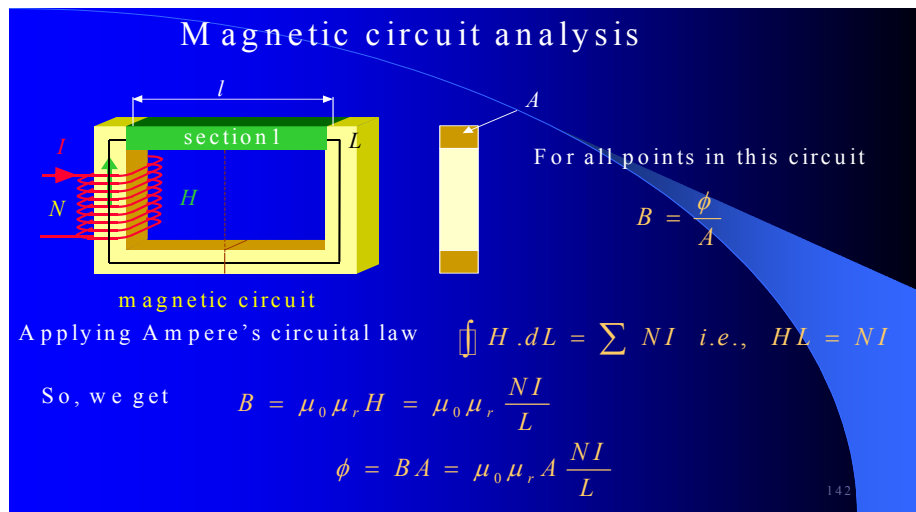 Magnetic circuit analysis
l
A
section1
L
I
For all points in this circuit
N
H
B = ϕ/A
magnetic circuit
Applying Ampere's circuital law ∮ H.dL = ∑ NI i.e., HL = NI
So, we get B = μ₀μᵣH = μ₀μᵣ NI/L
ϕ = BA = μ₀μᵣA NI/L
142